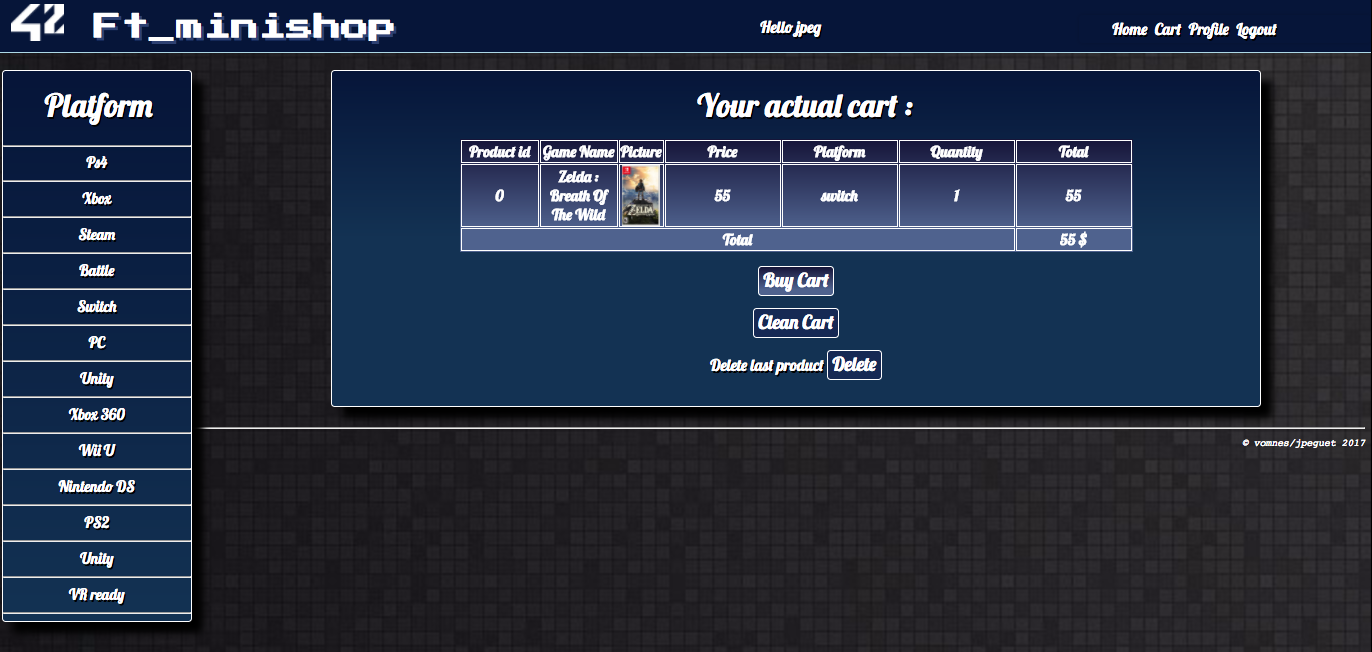 42 Ft_minishop
Hello jpeg
Home Cart Profile Logout
Platform
Ps4
Xbox
Steam
Battle
Switch
PC
Unity
Xbox 360
Wii U
Nintendo DS
PS2
Unity
VR ready
Your actual cart :
Product id Game Name Picture Price Platform Quantity Total
0
Zelda :
Breath Of
The Wild
ZELDA
55 switch 1 55
Total 55 $
Buy Cart
Clean Cart
Delete last product Delete
© vomnes/jpeguet 2017